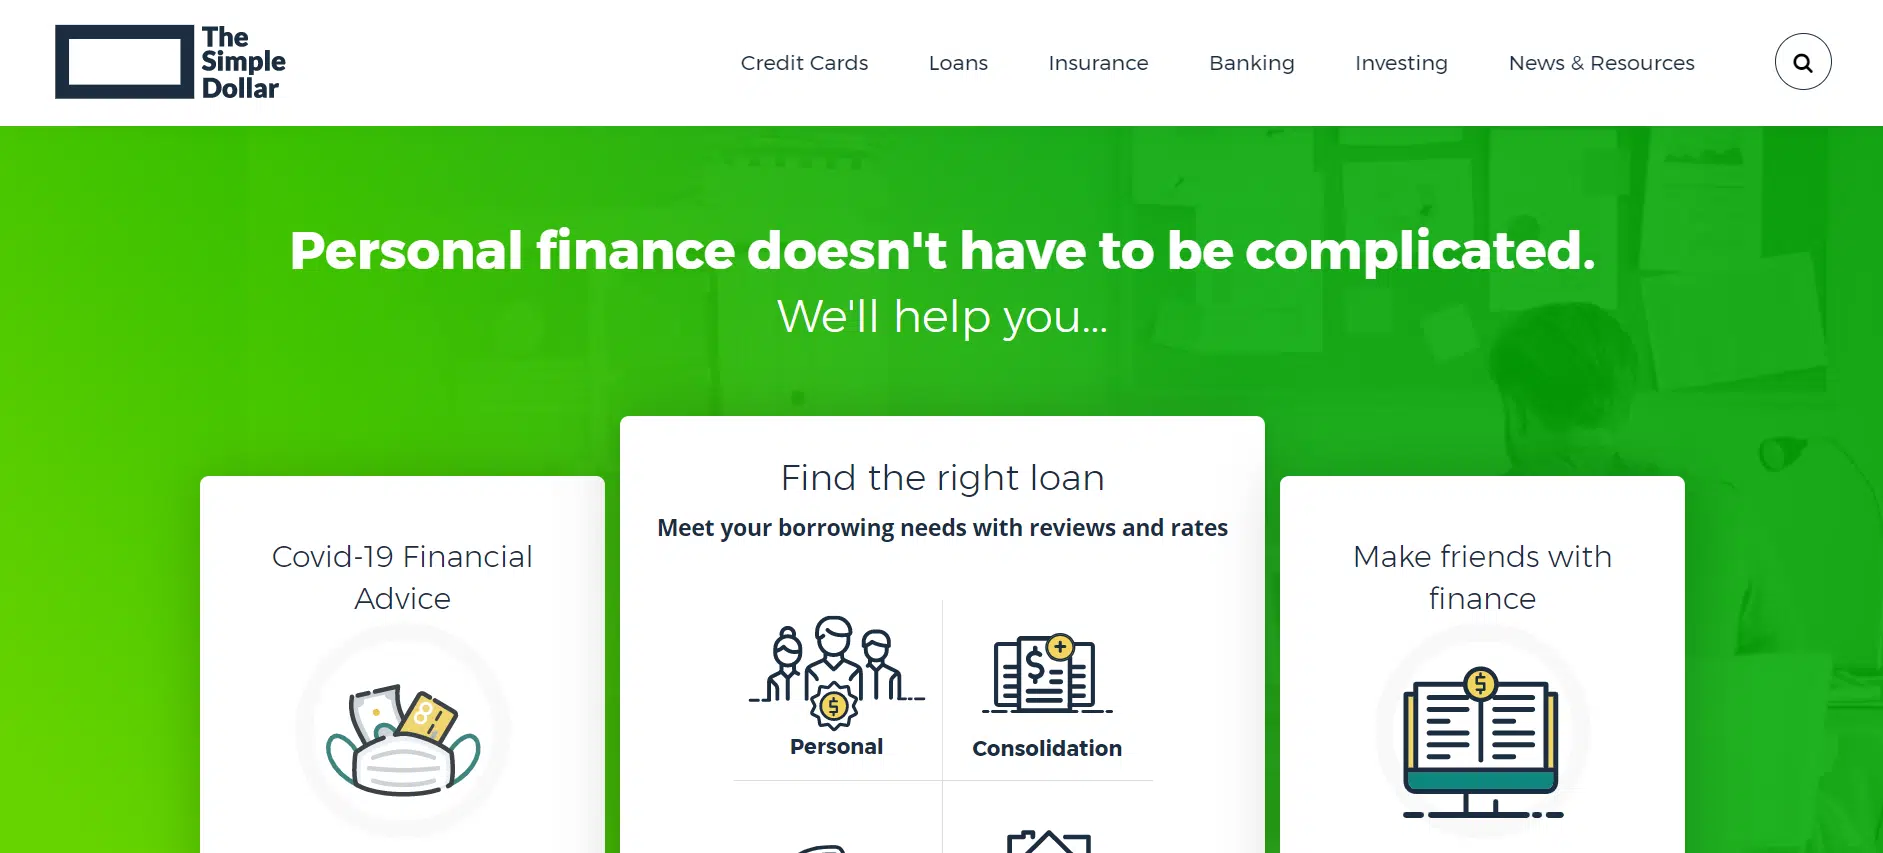 The
Simple
Dollar
Credit Cards
Loans
Insurance
Banking
Investing
News & Resources
Personal finance doesn't have to be complicated.
We'll help you...
Covid-19 Financial
Advice
Find the right loan
Meet your borrowing needs with reviews and rates
Personal
Consolidation
Make friends with
finance